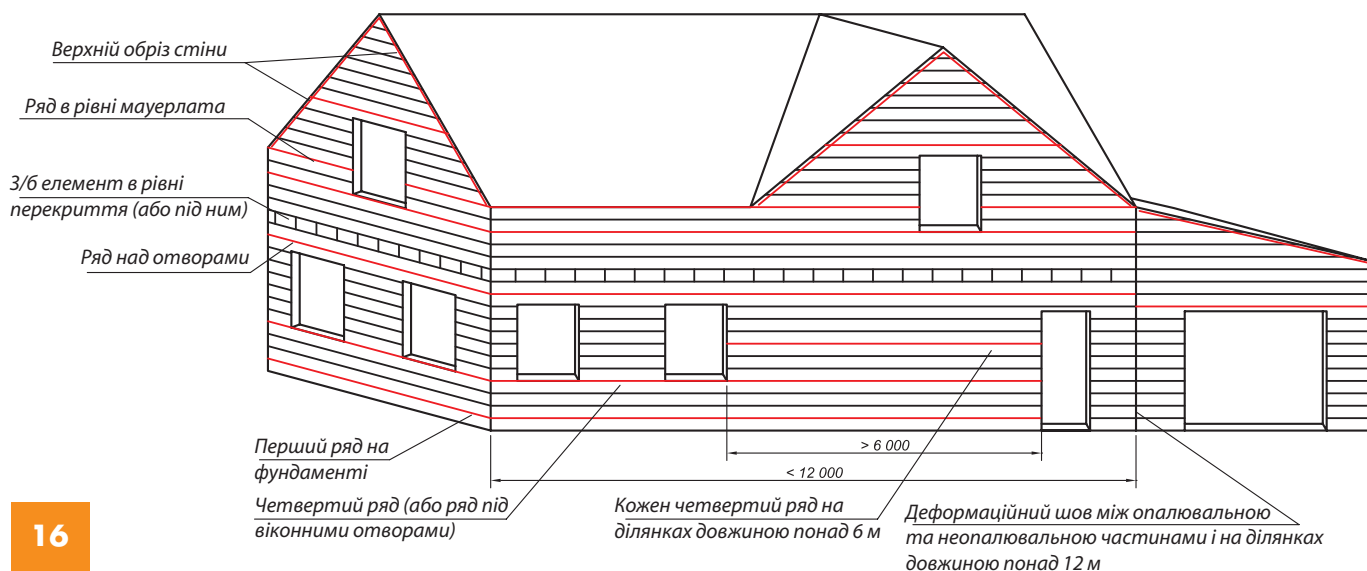 Верхній обріз стіни
Ряд в рівні мауерлата
З/б елемент в рівні
перекриття (або під ним)
Ряд над отворами
Перший ряд на
фундаменті
> 6 000
< 12 000
Четвертий ряд (або ряд під
віконними отворами)
Кожен четвертий ряд на
ділянках довжиною понад 6 м
Деформаційний шов між опалювальною
та неопалювальною частинами і на ділянках
довжиною понад 12 м
16